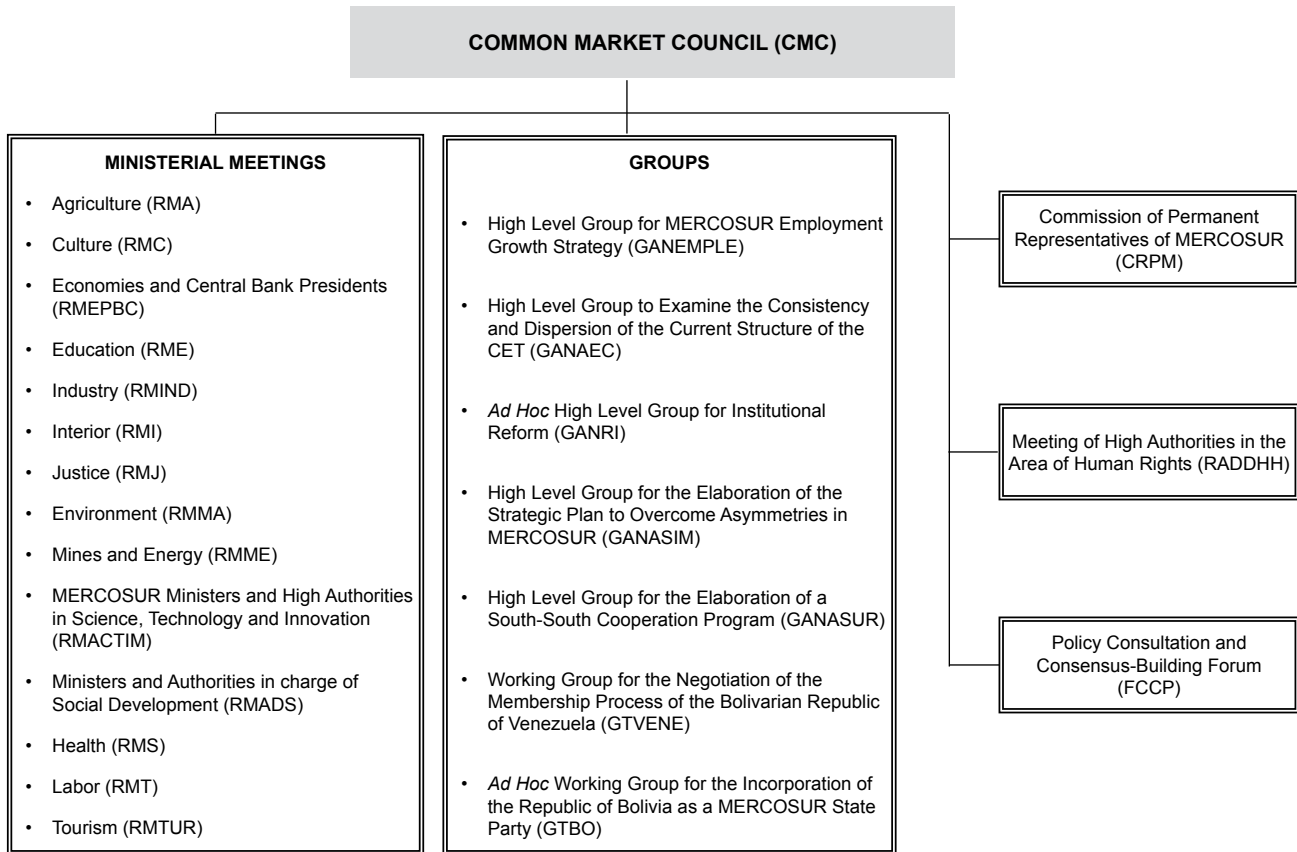 COMMON MARKET COUNCIL (CMC)
MINISTERIAL MEETINGS
• Agriculture (RMA)
• Culture (RMC)
• Economies and Central Bank Presidents
(RMEPBC)
• Education (RME)
• Industry (RMIND)
• Interior (RMI)
• Justice (RMJ)
• Environment (RMMA)
• Mines and Energy (RMME)
• MERCOSUR Ministers and High Authorities
in Science, Technology and Innovation
(RMACTIM)
• Ministers and Authorities in charge of
Social Development (RMADS)
• Health (RMS)
• Labor (RMT)
• Tourism (RMTUR)
GROUPS
• High Level Group for MERCOSUR Employment
Growth Strategy (GANEMPLE)
• High Level Group to Examine the Consistency
and Dispersion of the Current Structure of the
CET (GANAEC)
• Ad Hoc High Level Group for Institutional
Reform (GANRI)
• High Level Group for the Elaboration of the
Strategic Plan to Overcome Asymmetries in
MERCOSUR (GANASIM)
• High Level Group for the Elaboration of a
South-South Cooperation Program (GANASUR)
• Working Group for the Negotiation of the
Membership Process of the Bolivarian Republic
of Venezuela (GTVENE)
• Ad Hoc Working Group for the Incorporation of
the Republic of Bolivia as a MERCOSUR State
Party (GTBO)
Commission of Permanent
Representatives of MERCOSUR
(CRPM)
Meeting of High Authorities in the
Area of Human Rights (RADDHH)
Policy Consultation and
Consensus-Building Forum
(FCCP)